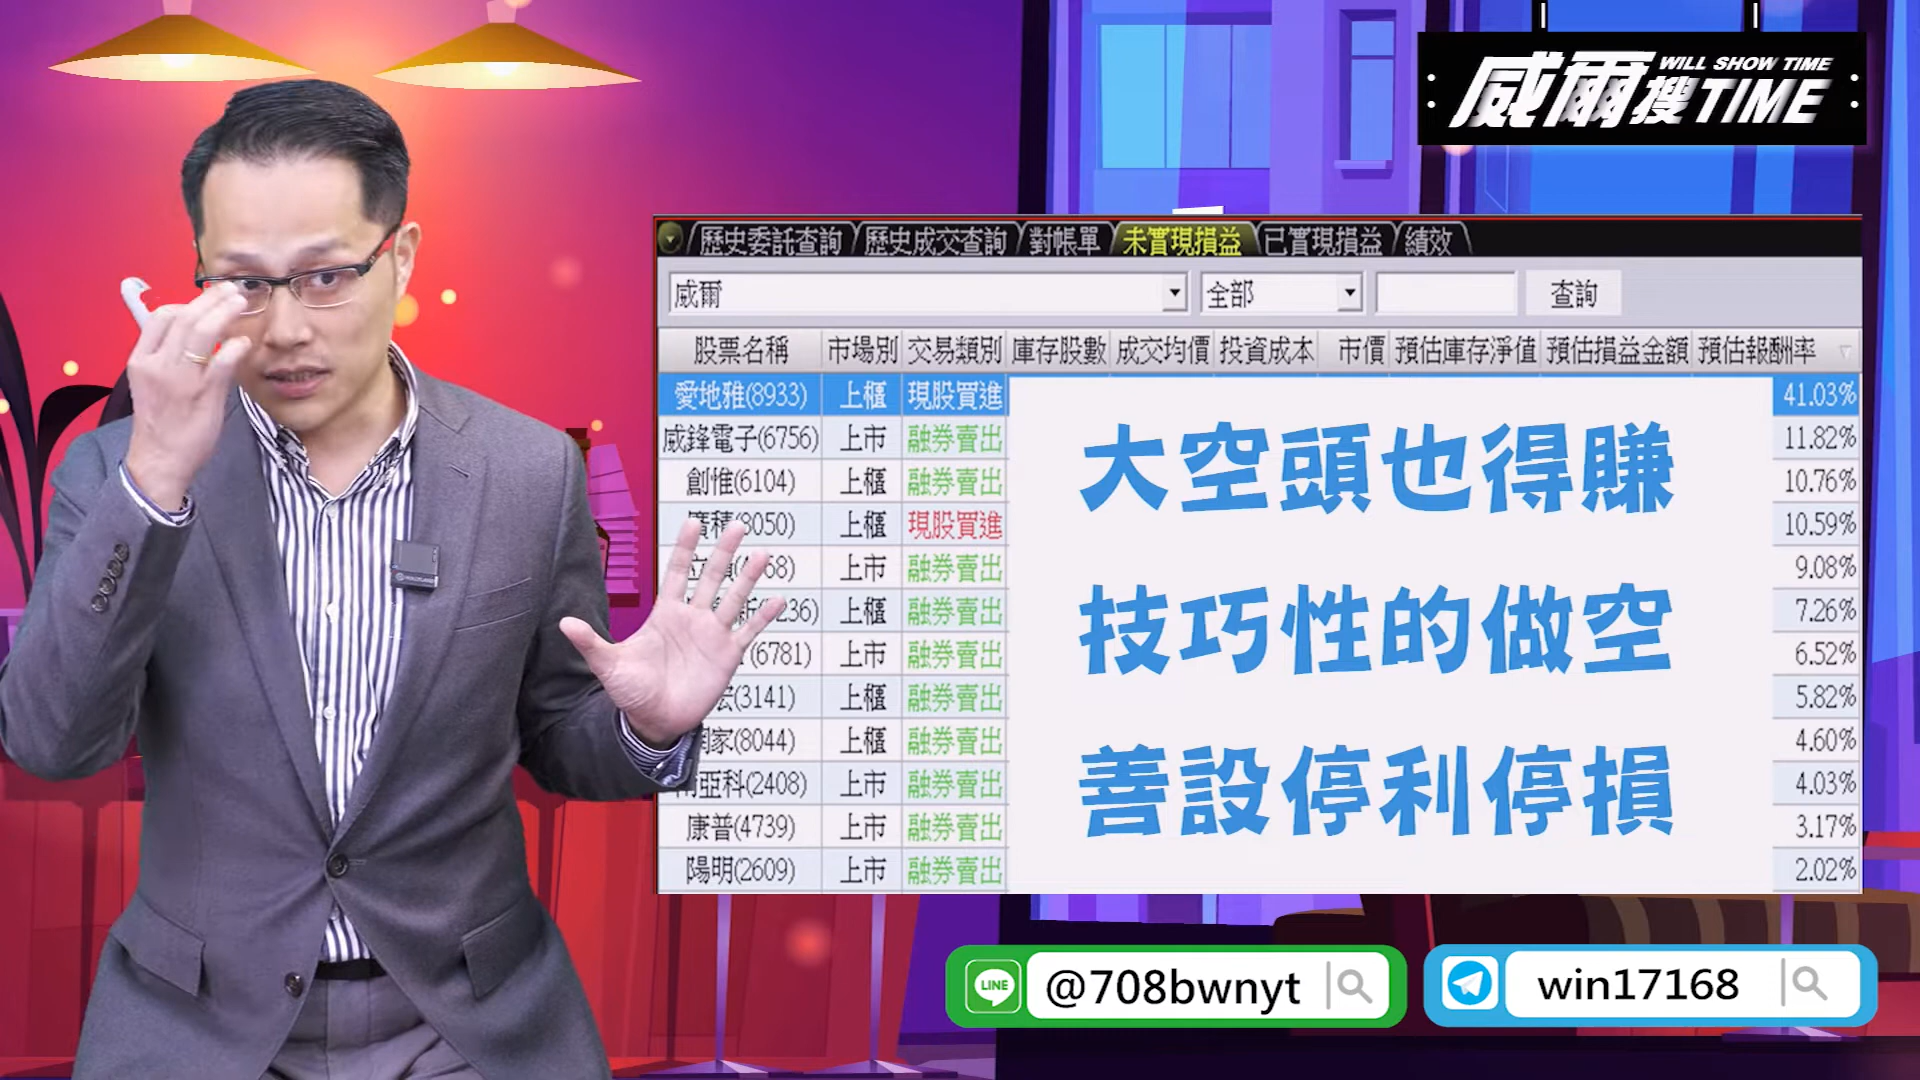 威爾搜TIME
WILL SHOW TIME
歷史委託查詢 歷史成交查詢 對帳單 未實現損益 已實現損益 績效
威爾 全部 查詢
股票名稱 市場別 交易類別 庫存股數 成交均價 投資成本 市價 預估庫存淨值 預估損益金額 預估報酬率
愛地雅(8933) 上櫃 現股買進 41.03%
威鋒電子(6756) 上市 融券賣出 11.82%
創惟(6104) 上櫃 融券賣出 10.76%
廣積(8050) 上櫃 現股買進 10.59%
上市 融券賣出 9.08%
上櫃 融券賣出 7.26%
(6781) 上市 融券賣出 6.52%
(3141) 上櫃 融券賣出 5.82%
家(8044) 上櫃 融券賣出 4.60%
亞科(2408) 上市 融券賣出 4.03%
康普(4739) 上市 融券賣出 3.17%
陽明(2609) 上市 融券賣出 2.02%
大空頭也得賺
技巧性的做空
善設停利停損
LINE @708bwnyt
win17168